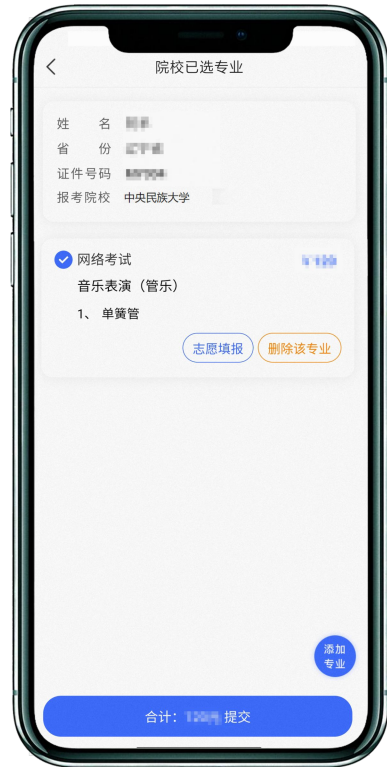 院校已选专业
姓 名
省 份
证件号码
报考院校 中央民族大学
网络考试
音乐表演（管乐）
1、 单簧管
志愿填报 删除该专业
添加
专业
合计： 提交